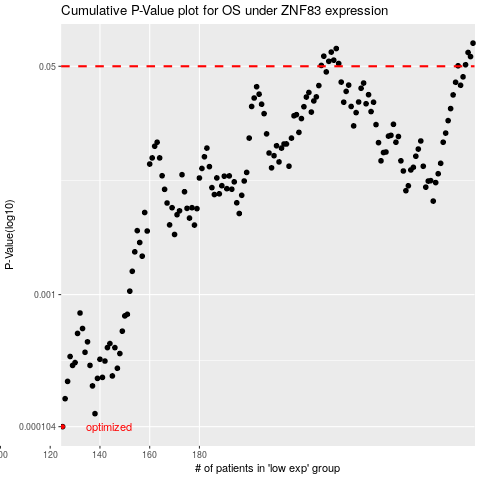 Cumulative P-Value plot for OS under ZNF83 expression
P-Value(log10)
0.05
0.001
0.000104
optimized
00 120 140 160 180
# of patients in 'low exp' group